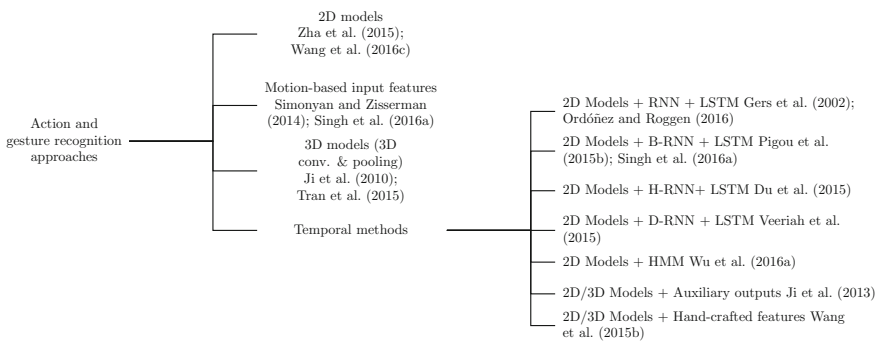 Action and
gesture recognition
approaches
2D models
Zha et al. (2015);
Wang et al. (2016c)
Motion-based input features
Simonyan and Zisserman
(2014); Singh et al. (2016a)
3D models (3D
conv. & pooling)
Ji et al. (2010);
Tran et al. (2015)
Temporal methods
2D Models + RNN + LSTM Gers et al. (2002);
Ordóñez and Roggen (2016)
2D Models + B-RNN + LSTM Pigou et al.
(2015b); Singh et al. (2016a)
2D Models + H-RNN+ LSTM Du et al. (2015)
2D Models + D-RNN + LSTM Veeriah et al.
(2015)
2D Models + HMM Wu et al. (2016a)
2D/3D Models + Auxiliary outputs Ji et al. (2013)
2D/3D Models + Hand-crafted features Wang
et al. (2015b)